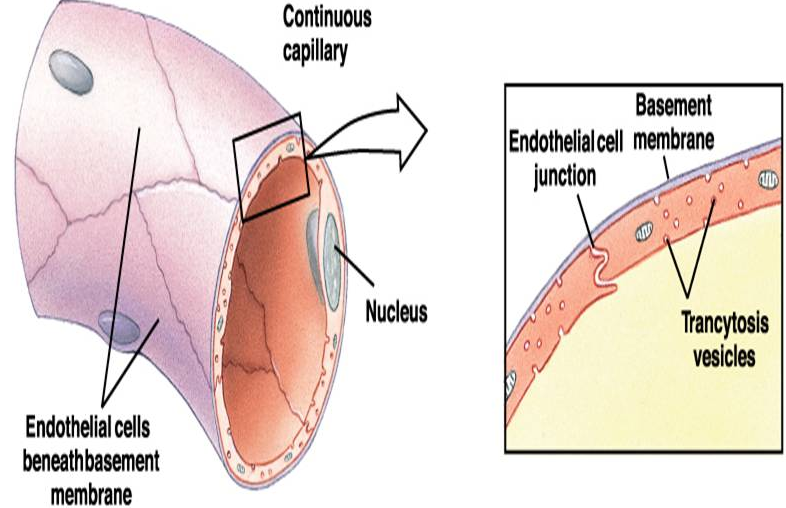 Continuous
capillary
Nucleus
Endothelial cells
beneathbasement
membrane
Basement
membrane
Endothelial cell
junction
Trancytosis
vesicles